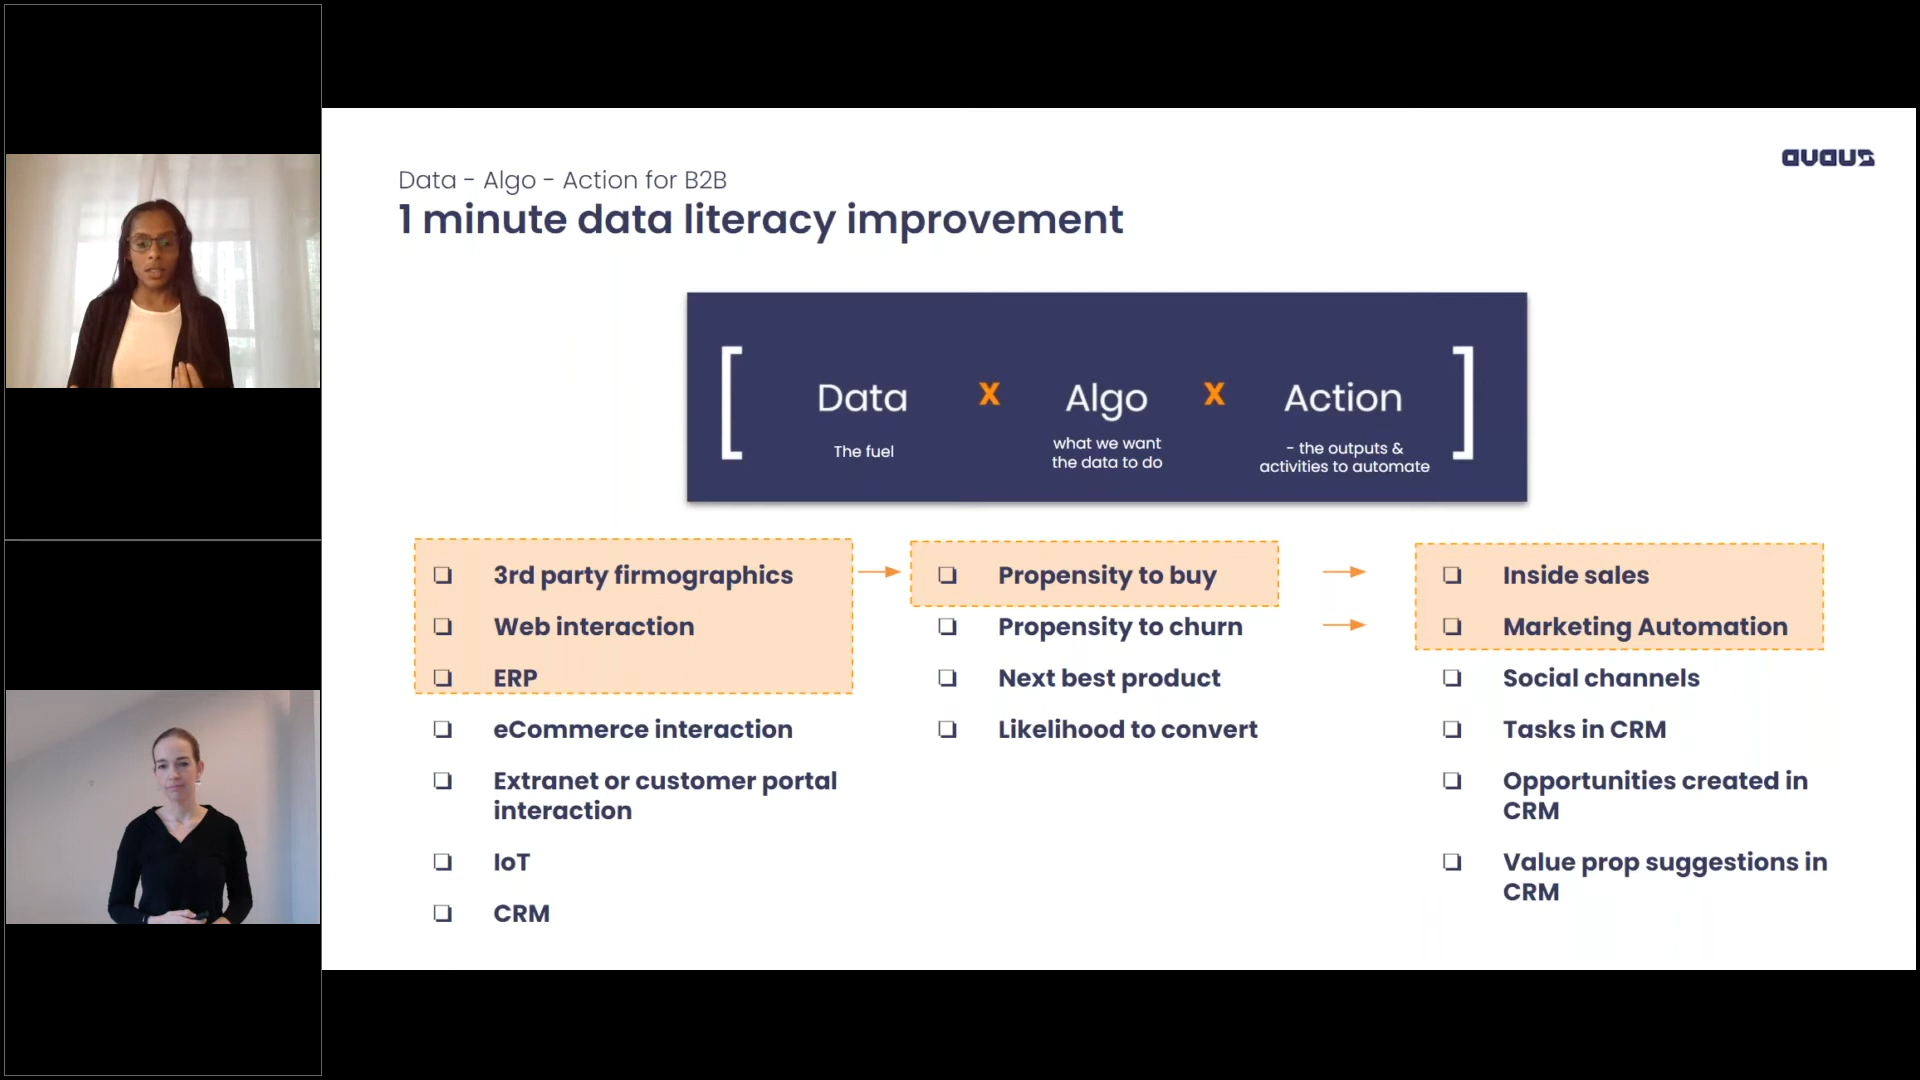 avaus
Data - Algo - Action for B2B
1 minute data literacy improvement
[ Data x Algo x Action ]
The fuel
what we want
the data to do
- the outputs &
activities to automate
❏ 3rd party firmographics
❏ Web interaction
❏ ERP
❏ eCommerce interaction
❏ Extranet or customer portal
interaction
❏ IoT
❏ CRM
❏ Propensity to buy
❏ Propensity to churn
❏ Next best product
❏ Likelihood to convert
❏ Inside sales
❏ Marketing Automation
❏ Social channels
❏ Tasks in CRM
❏ Opportunities created in
CRM
❏ Value prop suggestions in
CRM